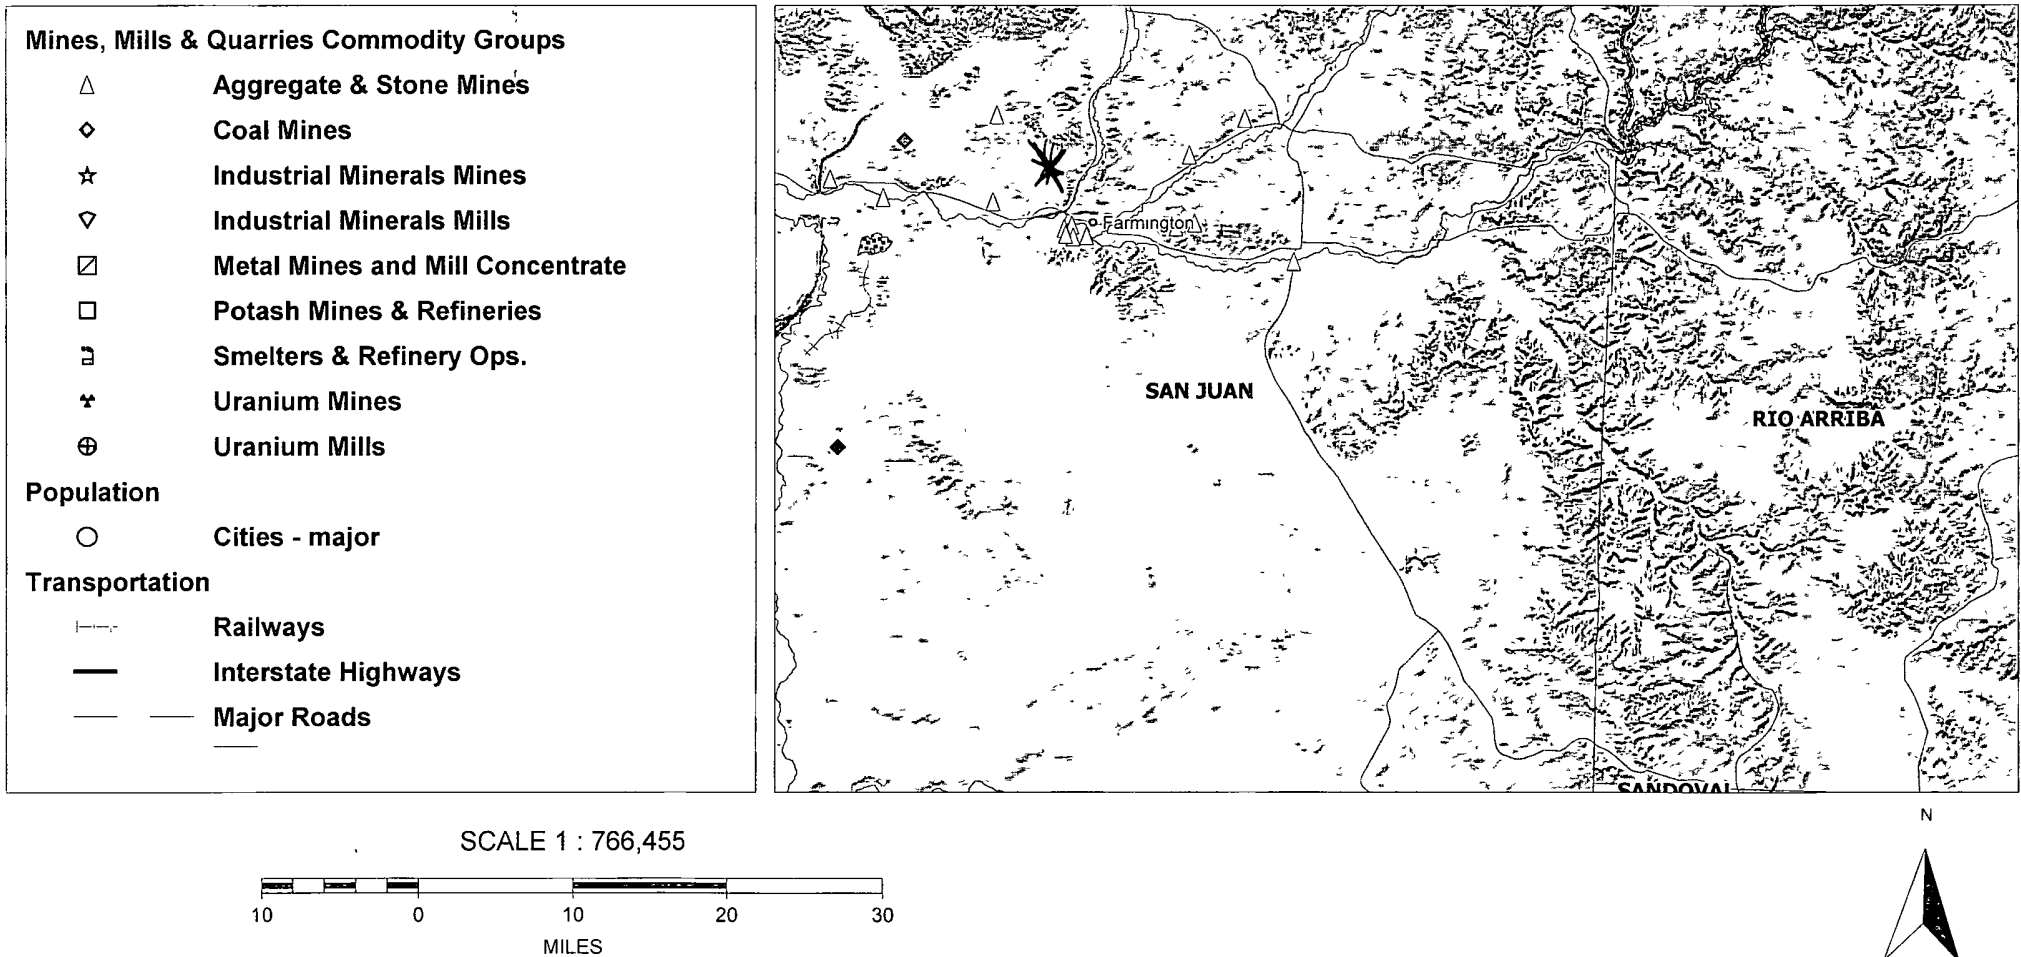 Mines, Mills & Quarries Commodity Groups
Aggregate & Stone Mines
Coal Mines
Industrial Minerals Mines
Industrial Minerals Mills
Metal Mines and Mill Concentrate
Potash Mines & Refineries
Smelters & Refinery Ops.
Uranium Mines
Uranium Mills
Population
Cities - major
Transportation
Railways
Interstate Highways
Major Roads
Farmington
SAN JUAN
RIO ARRIBA
SANDOVAL
SCALE 1 : 766,455
10 0 10 20 30
MILES
N